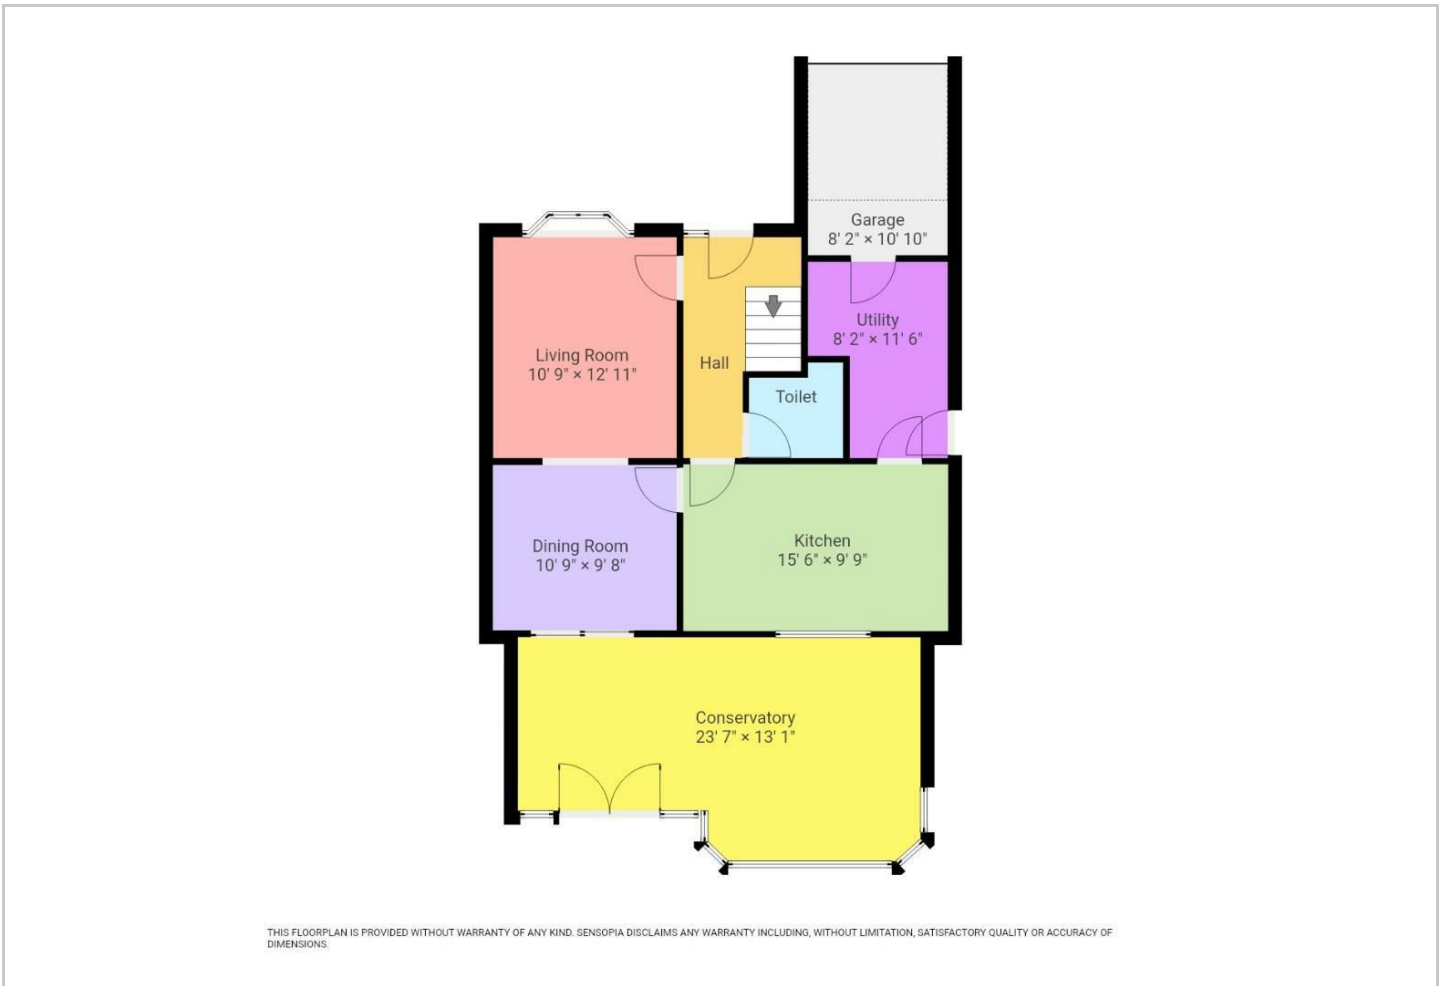 Garage
8' 2" × 10' 10"
Utility
8' 2" × 11' 6"
Living Room
10' 9" × 12' 11"
Hall
Toilet
Dining Room
10' 9" × 9' 8"
Kitchen
15' 6" × 9' 9"
Conservatory
23' 7" × 13' 1"
THIS FLOORPLAN IS PROVIDED WITHOUT WARRANTY OF ANY KIND. SENSOPIA DISCLAIMS ANY WARRANTY INCLUDING, WITHOUT LIMITATION, SATISFACTORY QUALITY OR ACCURACY OF
DIMENSIONS.